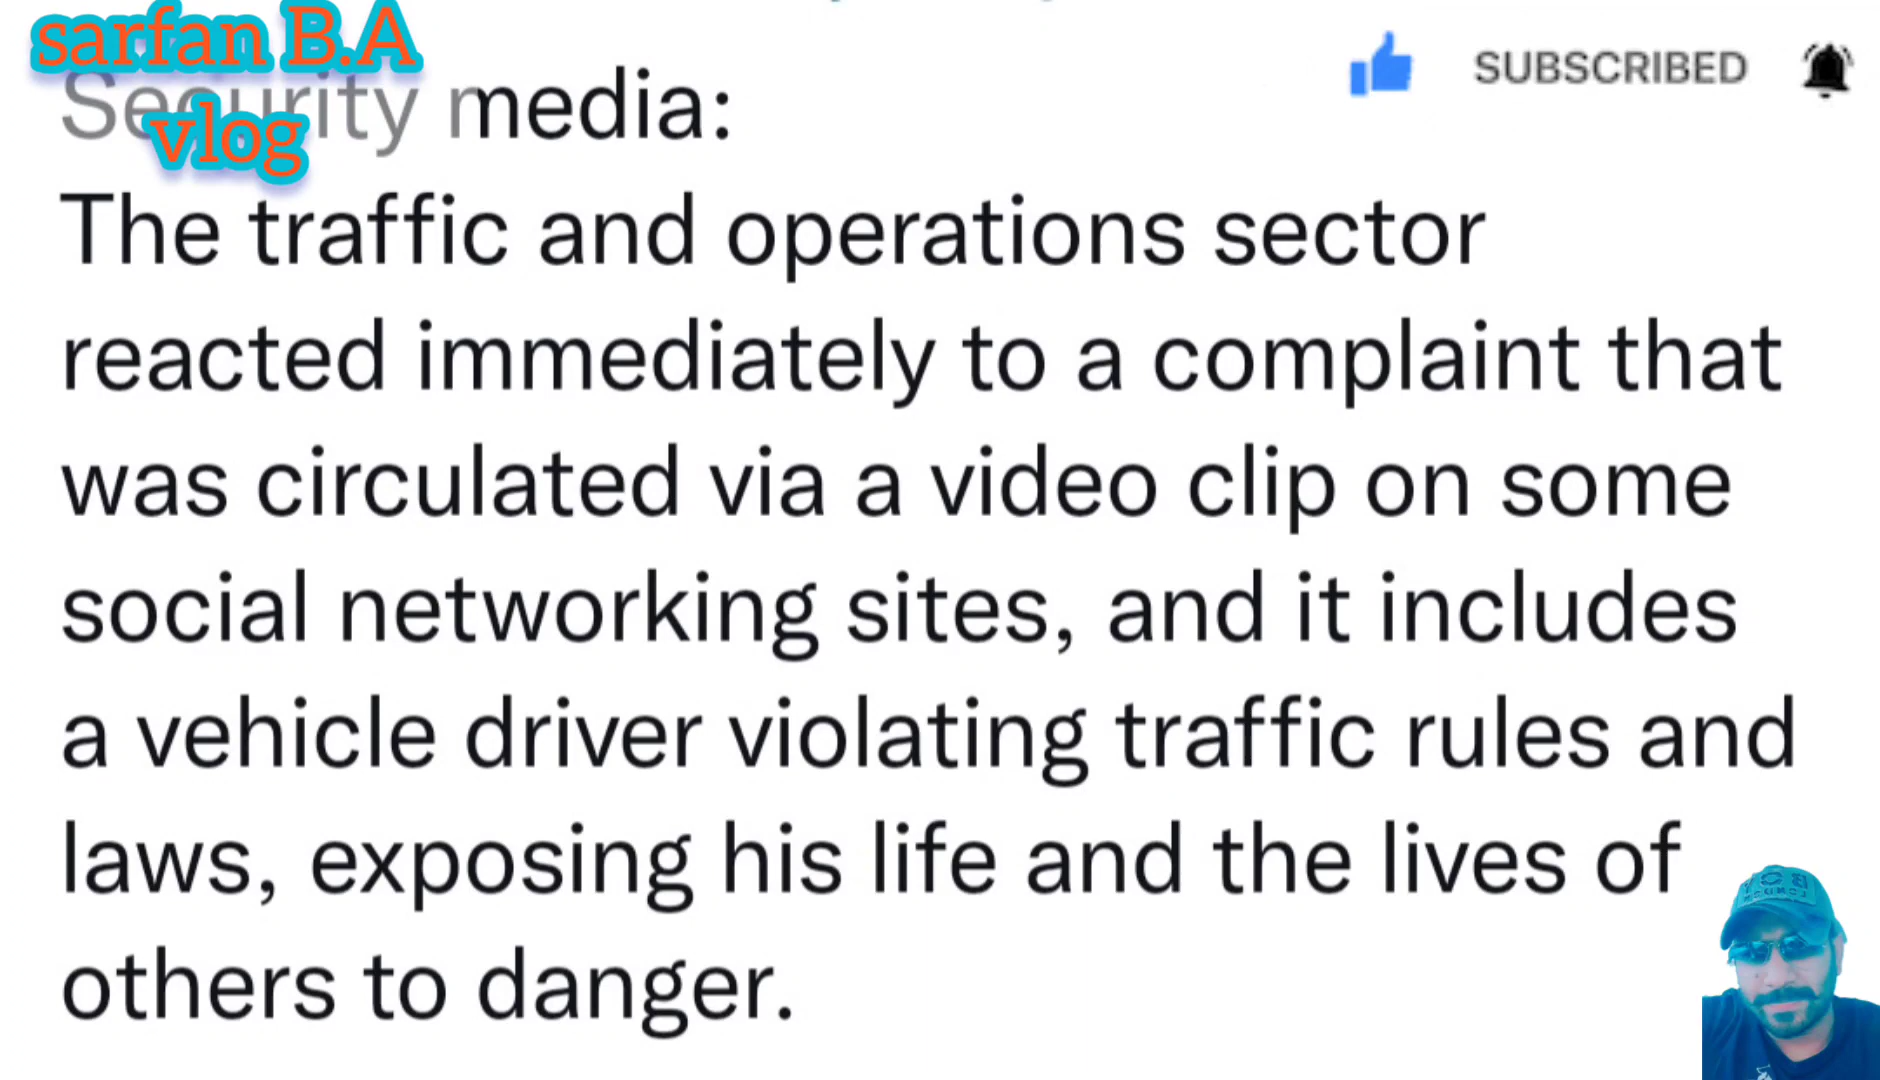 sarfan B.A
vlog
SUBSCRIBED
Security media:
The traffic and operations sector
reacted immediately to a complaint that
was circulated via a video clip on some
social networking sites, and it includes
a vehicle driver violating traffic rules and
laws, exposing his life and the lives of
others to danger.